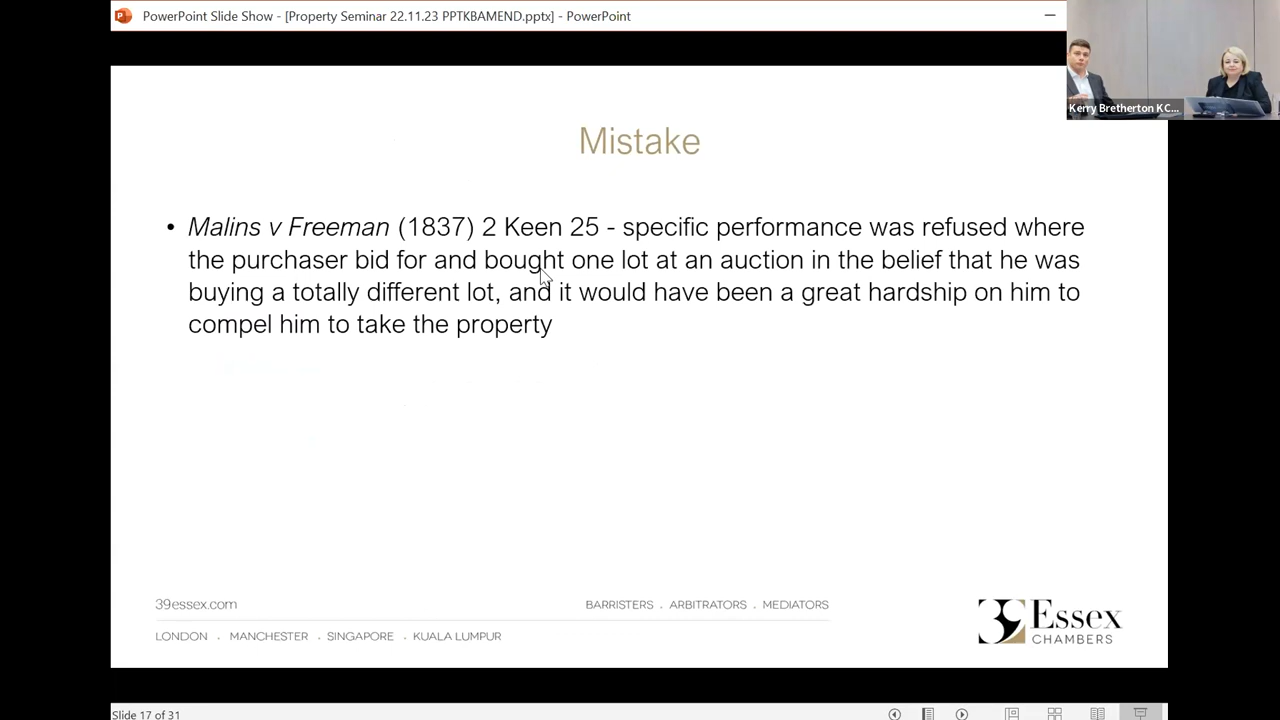 PowerPoint Slide Show - [Property Seminar 22.11.23 PPTKBAMEND.pptx] - PowerPoint
Kerry Bretherton KC...
Mistake
• Malins v Freeman (1837) 2 Keen 25 - specific performance was refused where
the purchaser bid for and bought one lot at an auction in the belief that he was
buying a totally different lot, and it would have been a great hardship on him to
compel him to take the property
39essex.com
BARRISTERS . ARBITRATORS . MEDIATORS
LONDON . MANCHESTER . SINGAPORE . KUALA LUMPUR
39 Essex
CHAMBERS
Slide 17 of 31